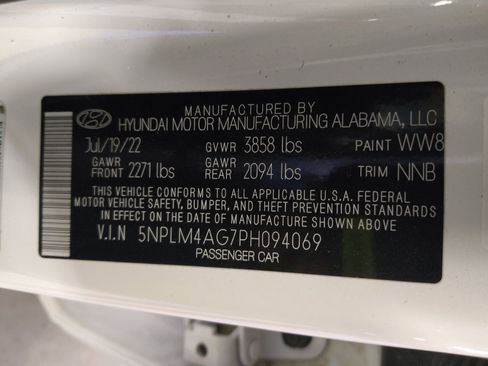 MANUFACTURED BY
HYUNDAI MOTOR MANUFACTURING ALABAMA, LLC
Jul/19/22 GVWR 3858 lbs PAINT WW8
GAWR FRONT 2271 lbs GAWR REAR 2094 lbs TRIM NNB
THIS VEHICLE CONFORMS TO ALL APPLICABLE U.S.A. FEDERAL
MOTOR VEHICLE SAFETY, BUMPER, AND THEFT PREVENTION STANDARDS
IN EFFECT ON THE DATE OF MANUFACTURE SHOWN ABOVE
V.I.N 5NPLM4AG7PH094069
PASSENGER CAR